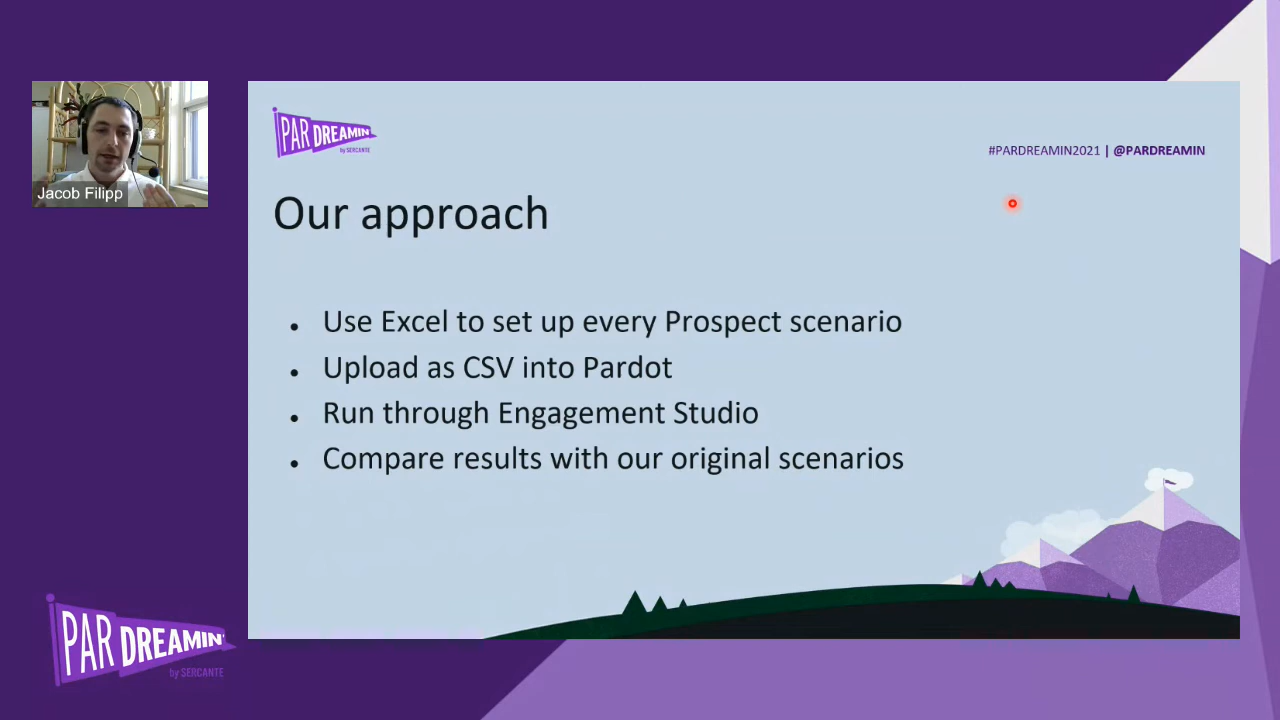 Jacob Filipp
PAR DREAMIN'
by SERCANTE
#PARDREAMIN2021 | @PARDREAMIN
Our approach
• Use Excel to set up every Prospect scenario
• Upload as CSV into Pardot
• Run through Engagement Studio
• Compare results with our original scenarios
PAR DREAMIN'
by SERCANTE